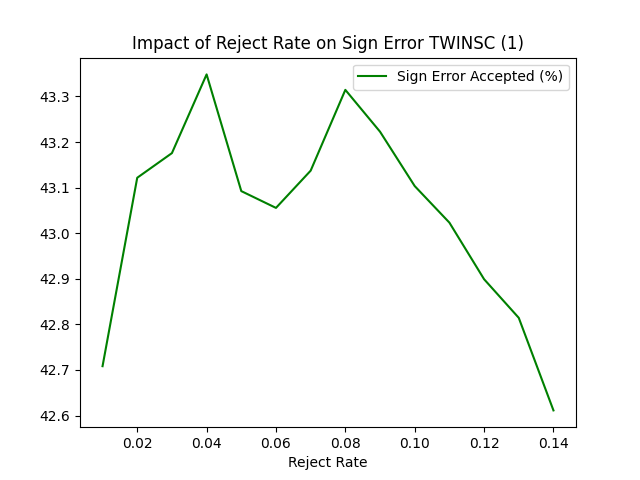 Impact of Reject Rate on Sign Error TWINSC (1)
Sign Error Accepted (%)
43.3
43.2
43.1
43.0
42.9
42.8
42.7
42.6
0.02 0.04 0.06 0.08 0.10 0.12 0.14
Reject Rate